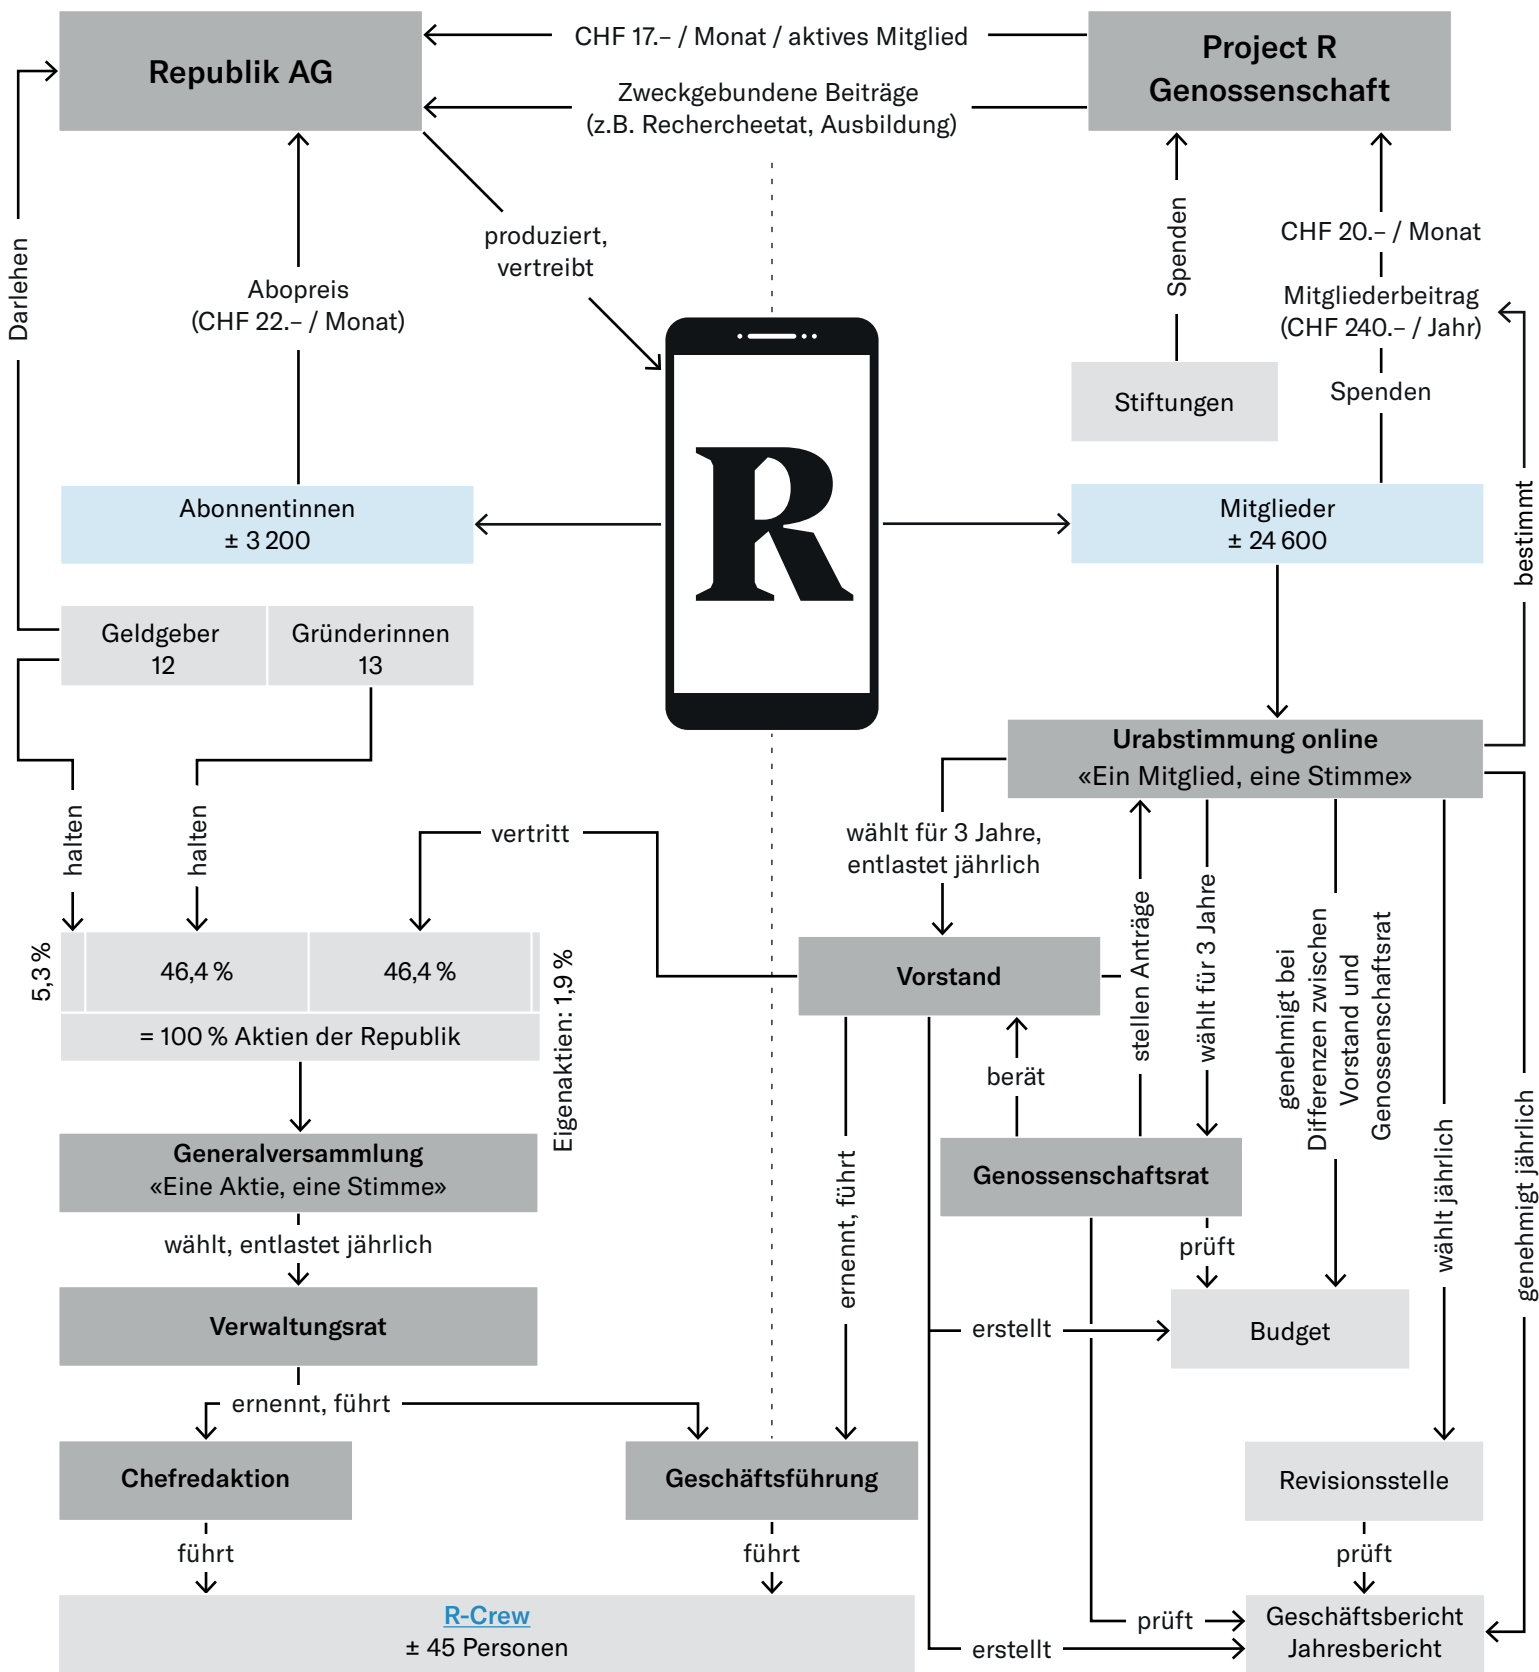 Republik AG
CHF 17.– / Monat / aktives Mitglied
Zweckgebundene Beiträge
(z.B. Rechercheetat, Ausbildung)
Project R
Genossenschaft
Darlehen
Abopreis
(CHF 22.– / Monat)
produziert,
vertreibt
Spenden
CHF 20.– / Monat
Mitgliederbeitrag
(CHF 240.– / Jahr)
Spenden
Stiftungen
R
Abonnentinnen
± 3 200
Mitglieder
± 24 600
bestimmt
Geldgeber
12
Gründerinnen
13
Urabstimmung online
«Ein Mitglied, eine Stimme»
halten
halten
vertritt
wählt für 3 Jahre,
entlastet jährlich
stellen Anträge
wählt für 3 Jahre
genehmigt bei
Differenzen zwischen
Vorstand und
Genossenschaftsrat
5,3 %
46,4 %
46,4 %
Eigenaktien: 1,9 %
= 100 % Aktien der Republik
Vorstand
berät
Generalversammlung
«Eine Aktie, eine Stimme»
Genossenschaftsrat
ernennt, führt
wählt jährlich
genehmigt jährlich
wählt, entlastet jährlich
prüft
Verwaltungsrat
erstellt
Budget
ernennt, führt
Chefredaktion
Geschäftsführung
Revisionsstelle
führt
führt
prüft
R-Crew
± 45 Personen
prüft
erstellt
Geschäftsbericht
Jahresbericht